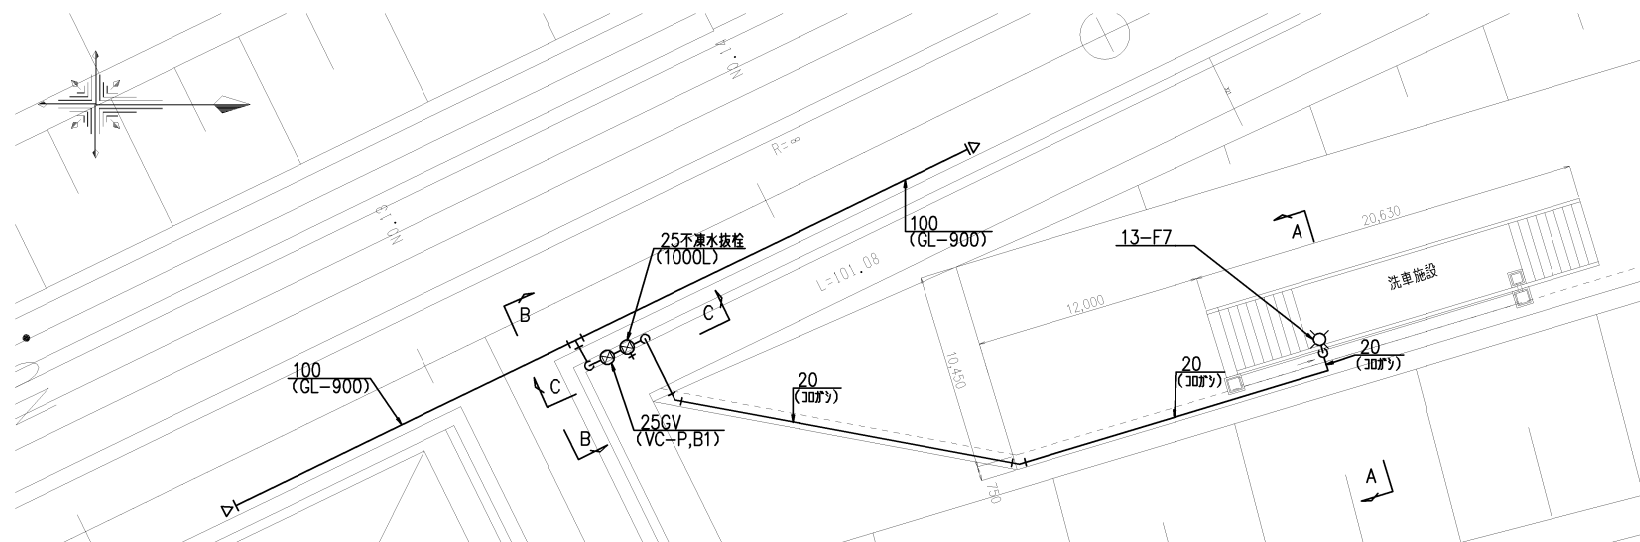 NO.14
R=∞
NO.13
100
(GL-900)
20,630
A
13-F7
25不凍水抜栓
(1000L)
L=101.08
洗車施設
12,000
B
C
10,450
20
(コロガシ)
20
(コロガシ)
20
(コロガシ)
100
(GL-900)
C
25GV
(VC-P,B1)
B
A
750